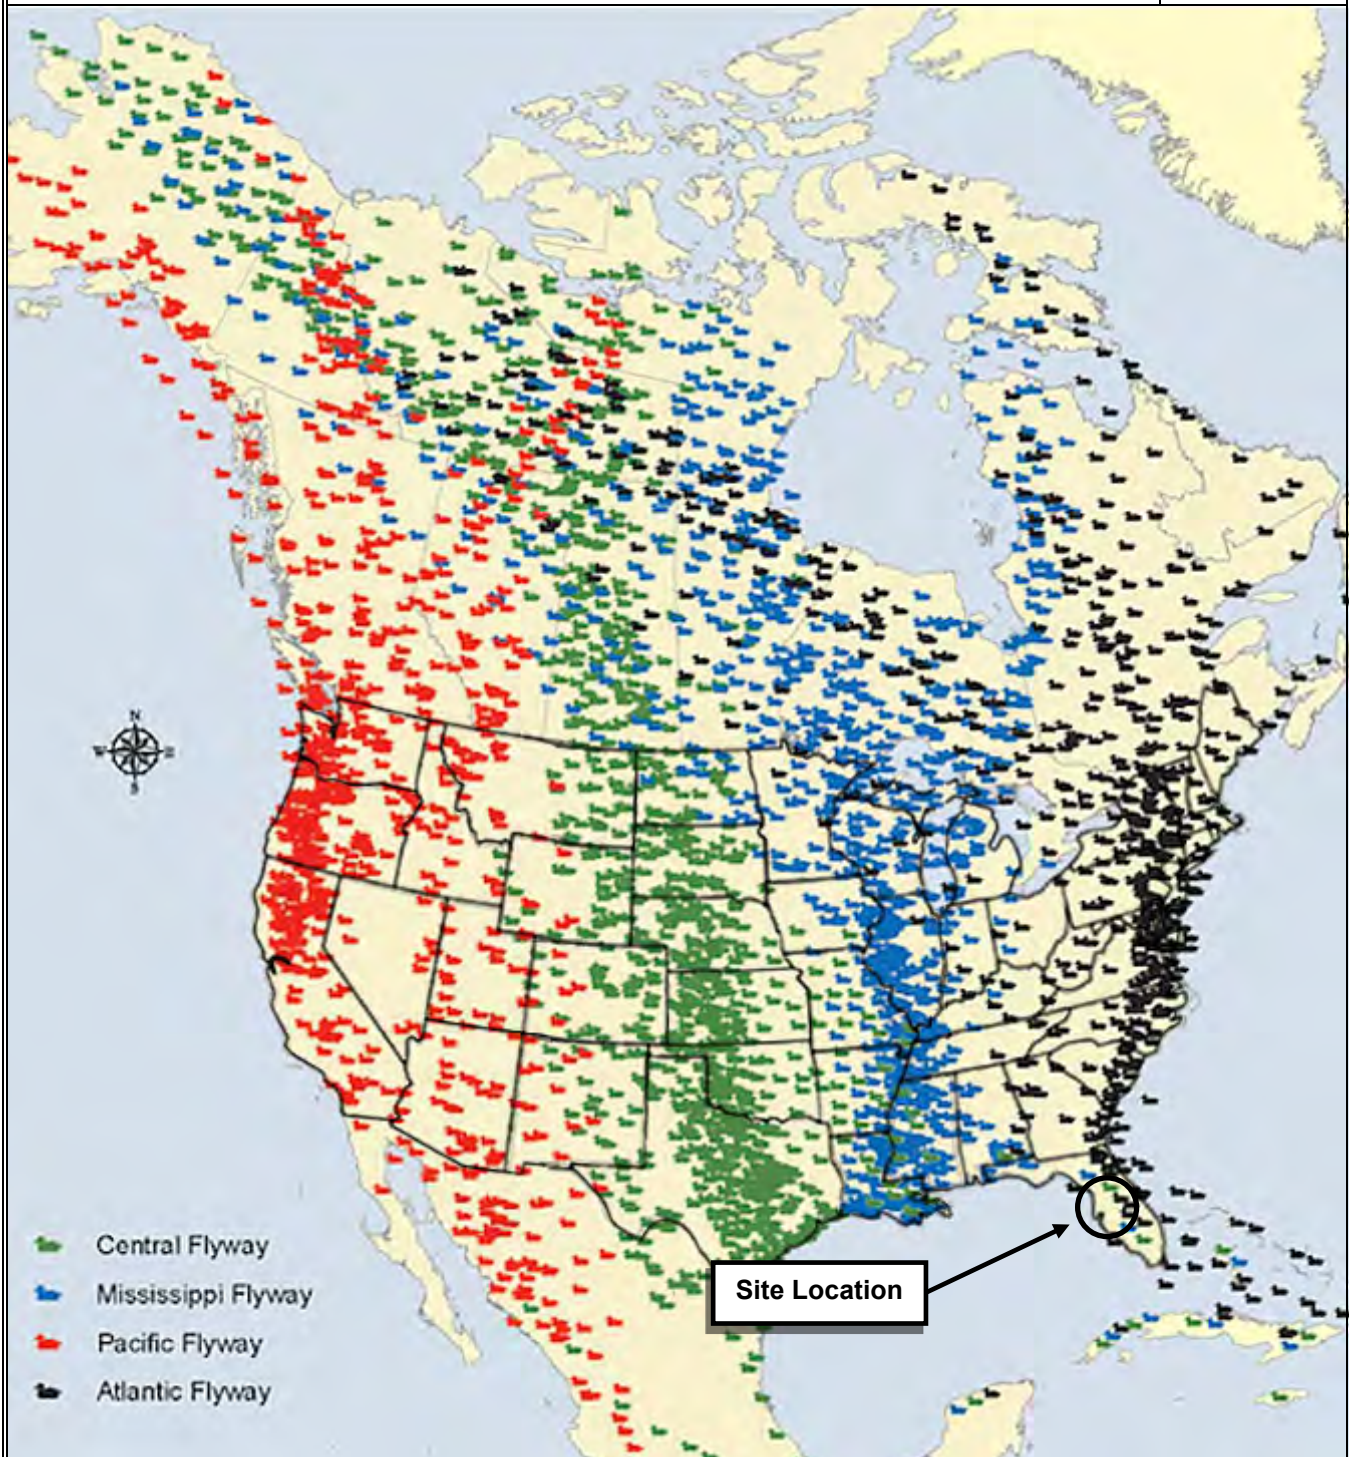 N
W
E
S
Central Flyway
Mississippi Flyway
Pacific Flyway
Atlantic Flyway
Site Location